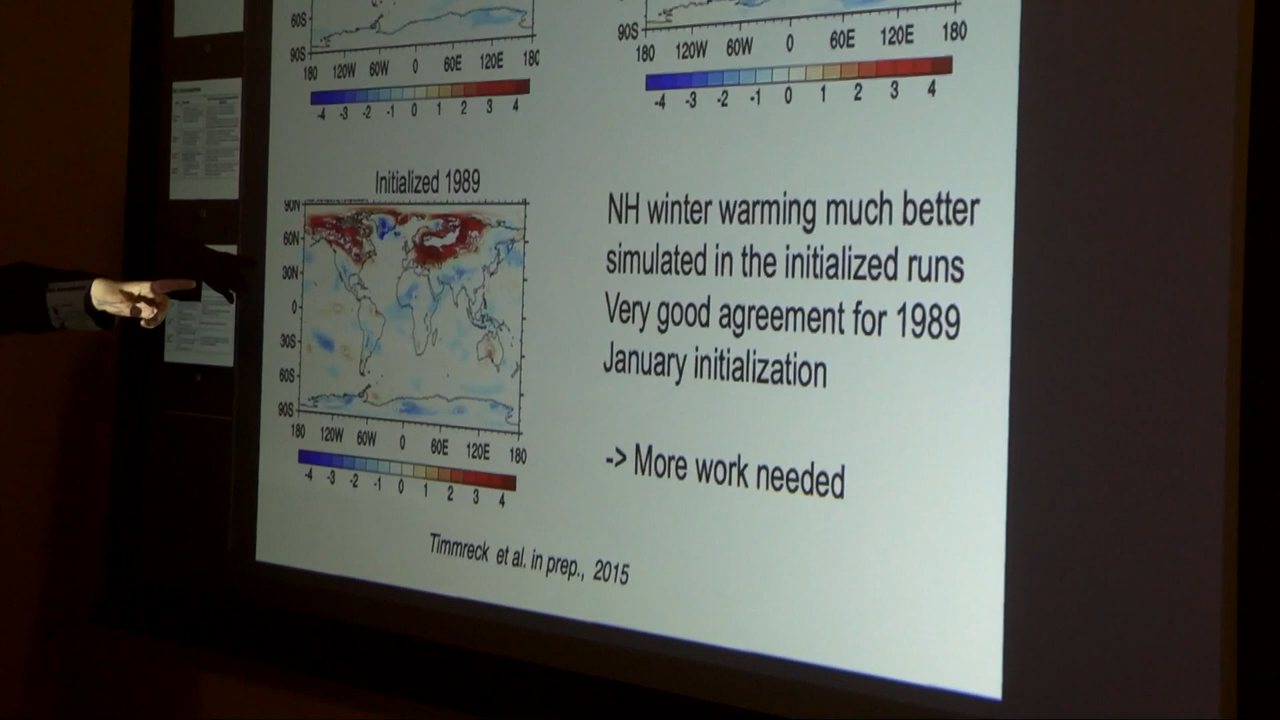 60S
90S
180 120W 60W 0 60E 120E 180
-4 -3 -2 -1 0 1 2 3 4
90S
180 120W 60W 0 60E 120E 180
-4 -3 -2 -1 0 1 2 3 4
Initialized 1989
90N
60N
30N
0
30S
60S
90S
180 120W 60W 0 60E 120E 180
-4 -3 -2 -1 0 1 2 3 4
NH winter warming much better
simulated in the initialized runs
Very good agreement for 1989
January initialization
-> More work needed
Timmreck et al. in prep., 2015